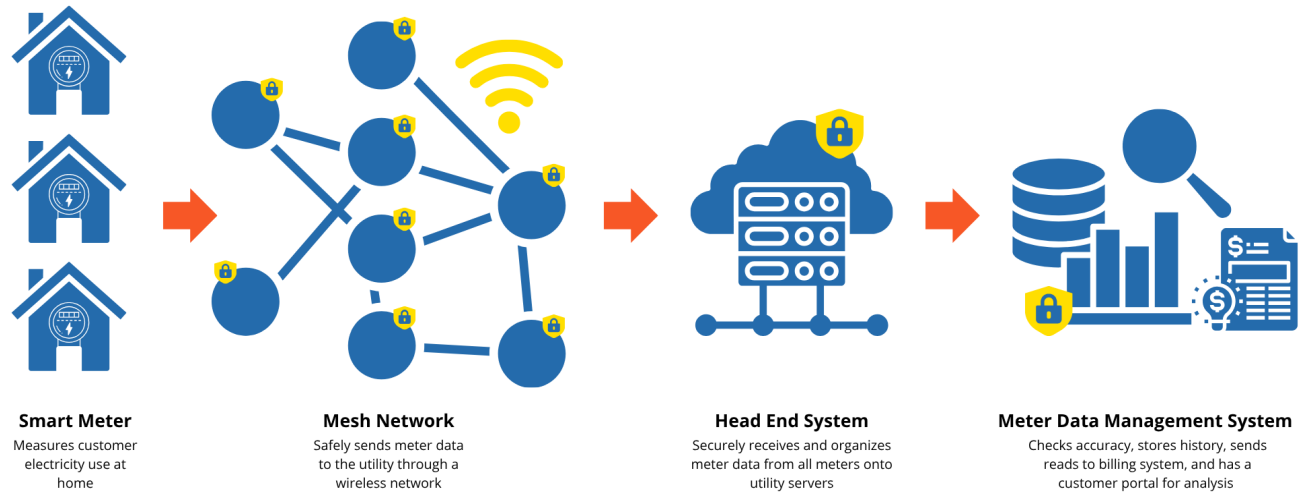 Smart Meter
Measures customer
electricity use at
home
Mesh Network
Safely sends meter data
to the utility through a
wireless network
Head End System
Securely receives and organizes
meter data from all meters onto
utility servers
Meter Data Management System
Checks accuracy, stores history, sends
reads to billing system, and has a
customer portal for analysis
$
$